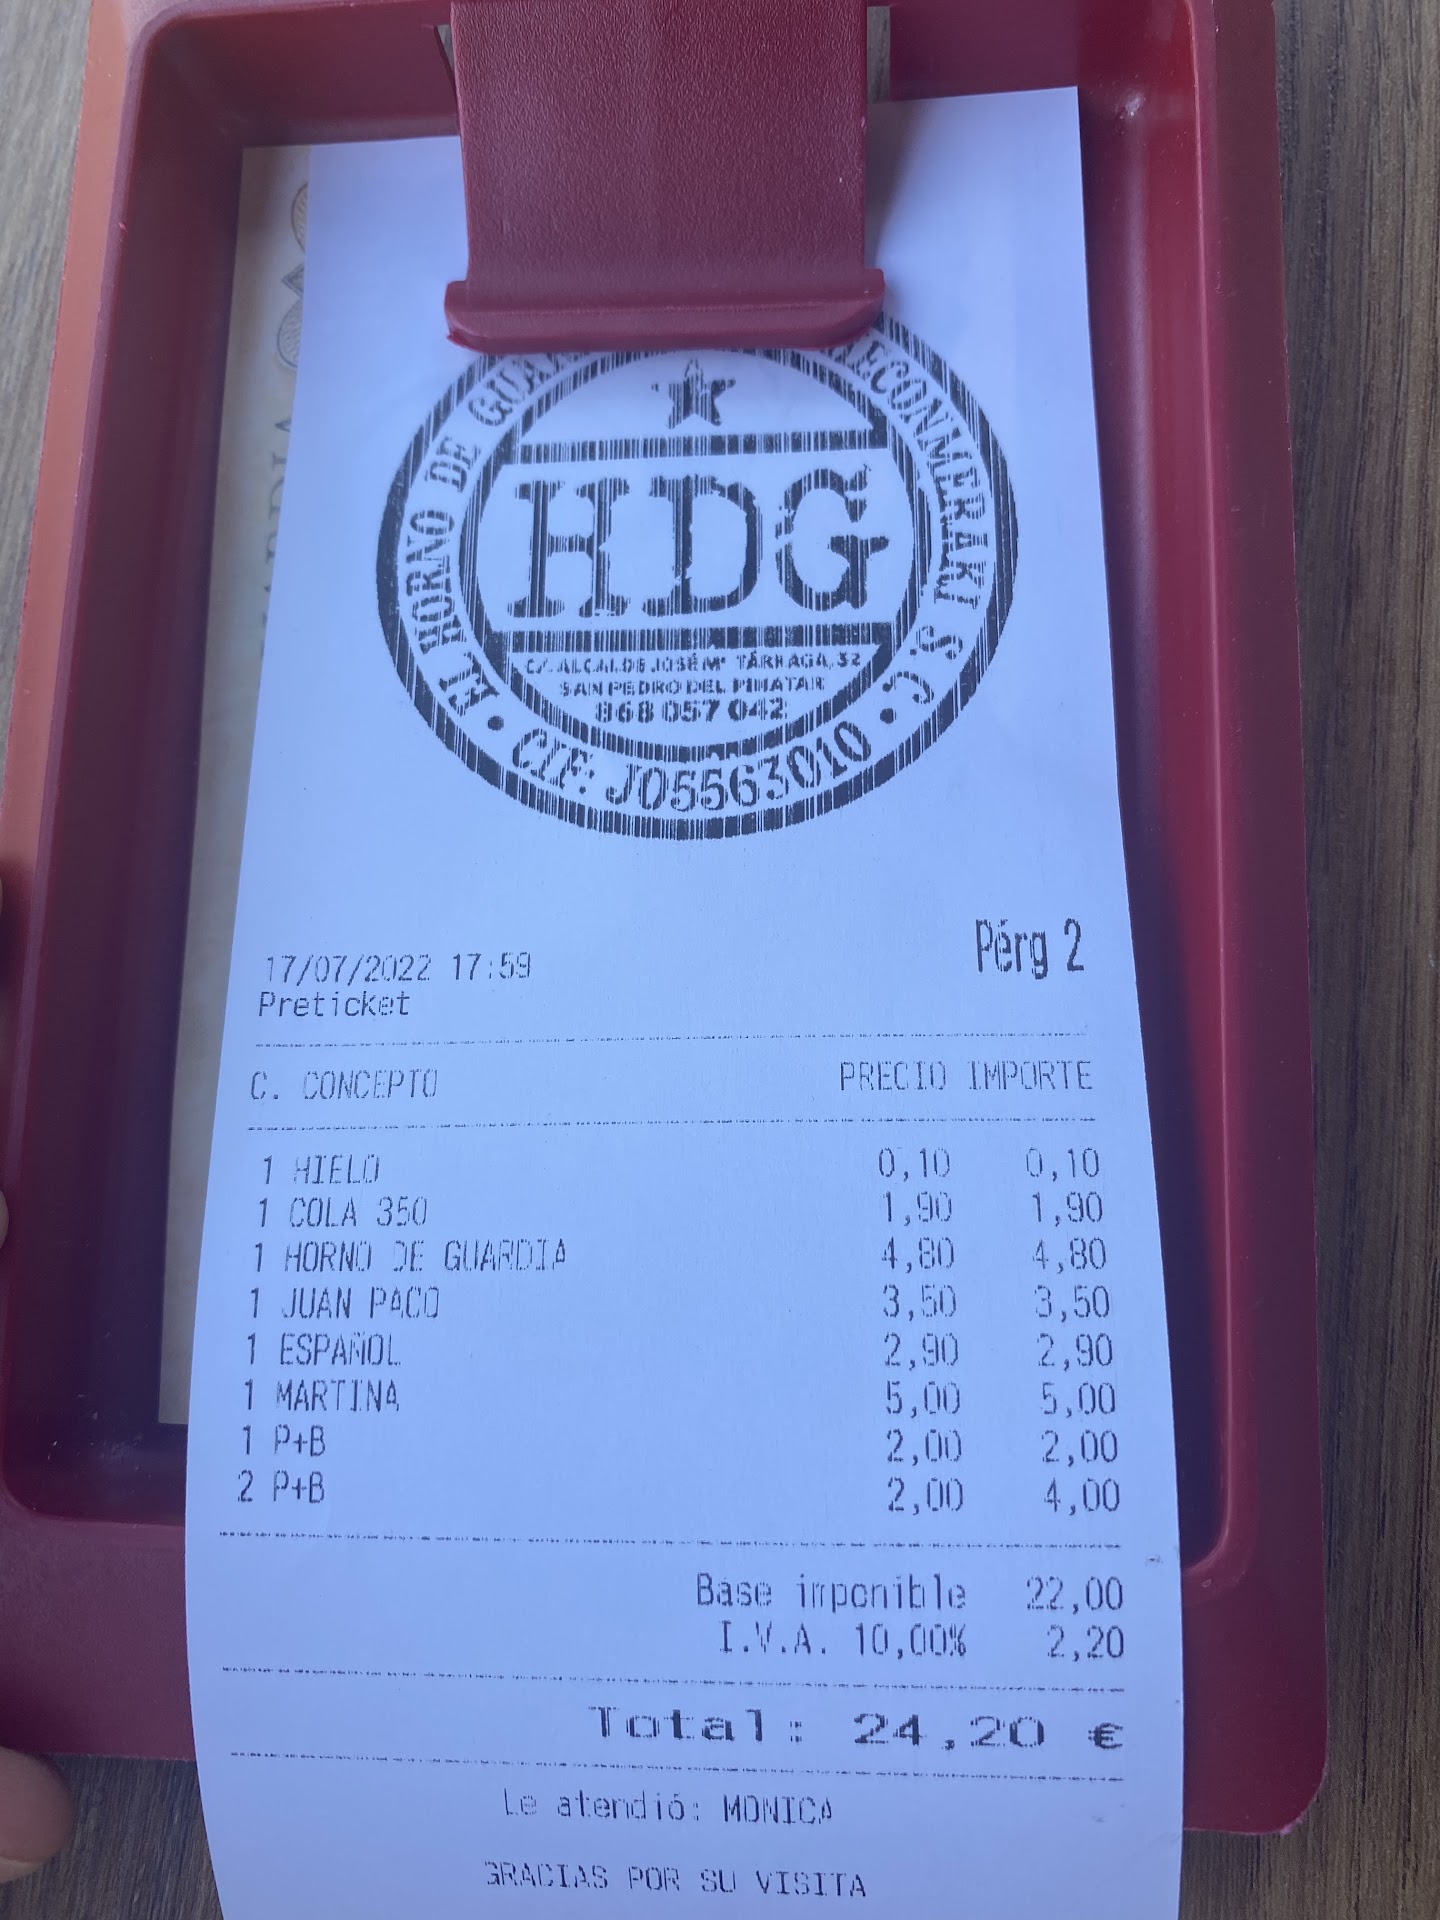 EL HORNO DE GUA
RECONMERAKI S.C.
HDG
C/. ALCALDE JOSÉ Mª TÁRRAGA, 32
SAN PEDRO DEL PINATAR
868 057 042
CIF: J05563010
Pérg 2
17/07/2022 17:59
Preticket
C. CONCEPTO PRECIO IMPORTE
1 HIELO 0,10 0,10
1 COLA 350 1,90 1,90
1 HORNO DE GUARDIA 4,80 4,80
1 JUAN PACO 3,50 3,50
1 ESPAÑOL 2,90 2,90
1 MARTINA 5,00 5,00
1 P+B 2,00 2,00
2 P+B 2,00 4,00
Base imponible 22,00
I.V.A. 10,00% 2,20
Total: 24,20 €
Le atendió: MONICA
GRACIAS POR SU VISITA